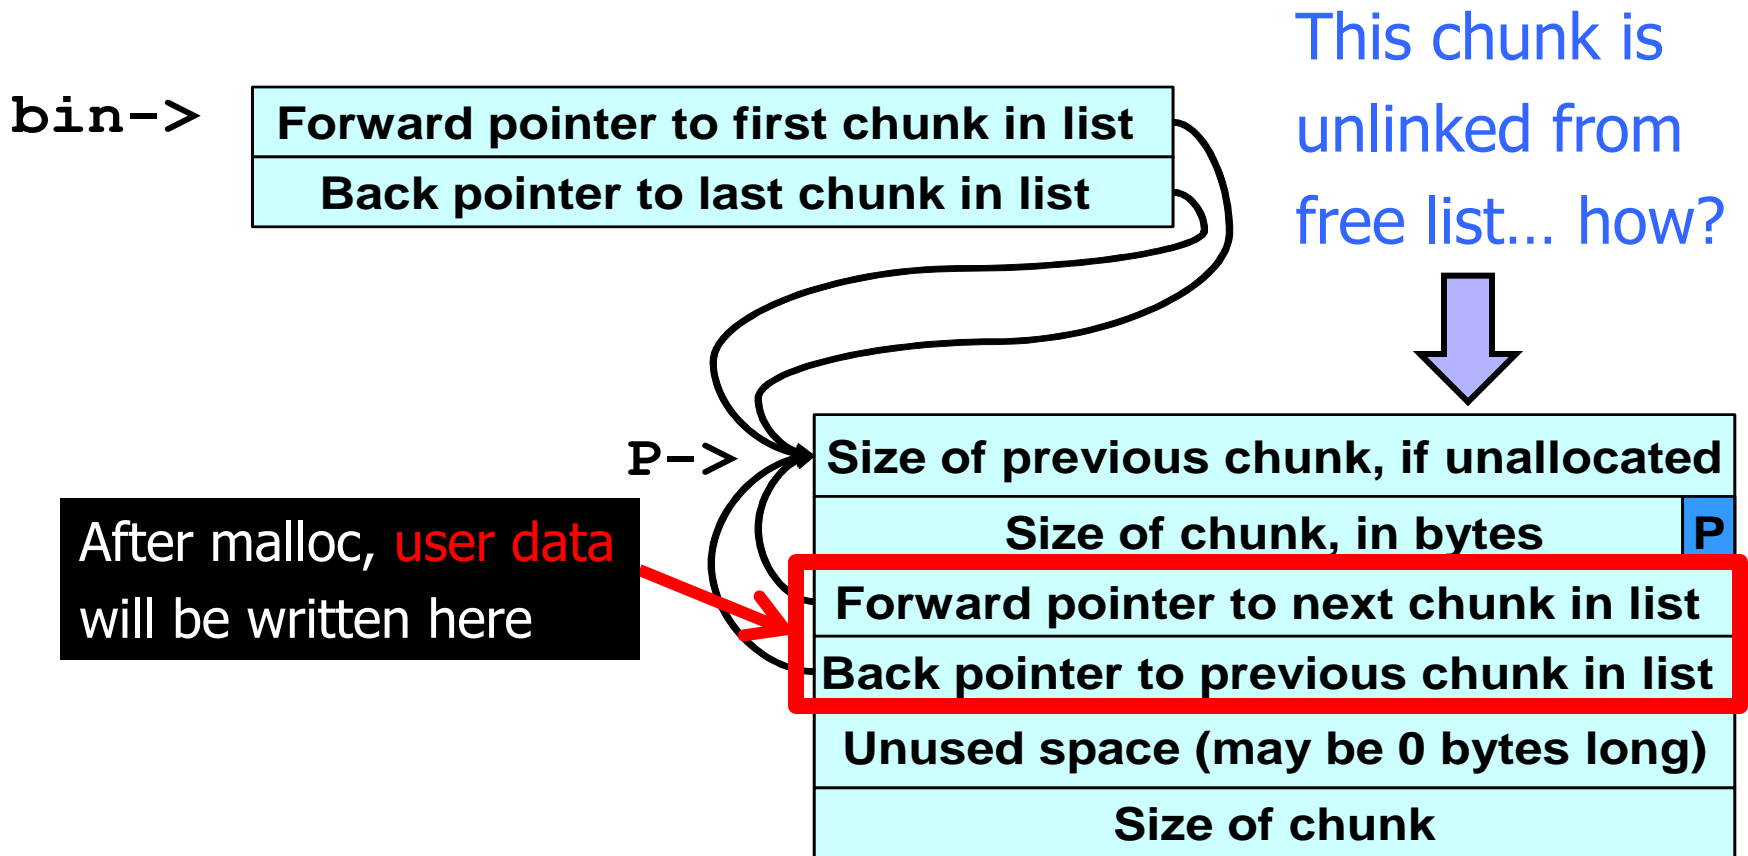 This chunk is
unlinked from
free list… how?
bin->
Forward pointer to first chunk in list
Back pointer to last chunk in list
P->
Size of previous chunk, if unallocated
Size of chunk, in bytes
P
Forward pointer to next chunk in list
Back pointer to previous chunk in list
Unused space (may be 0 bytes long)
Size of chunk
After malloc, user data
will be written here